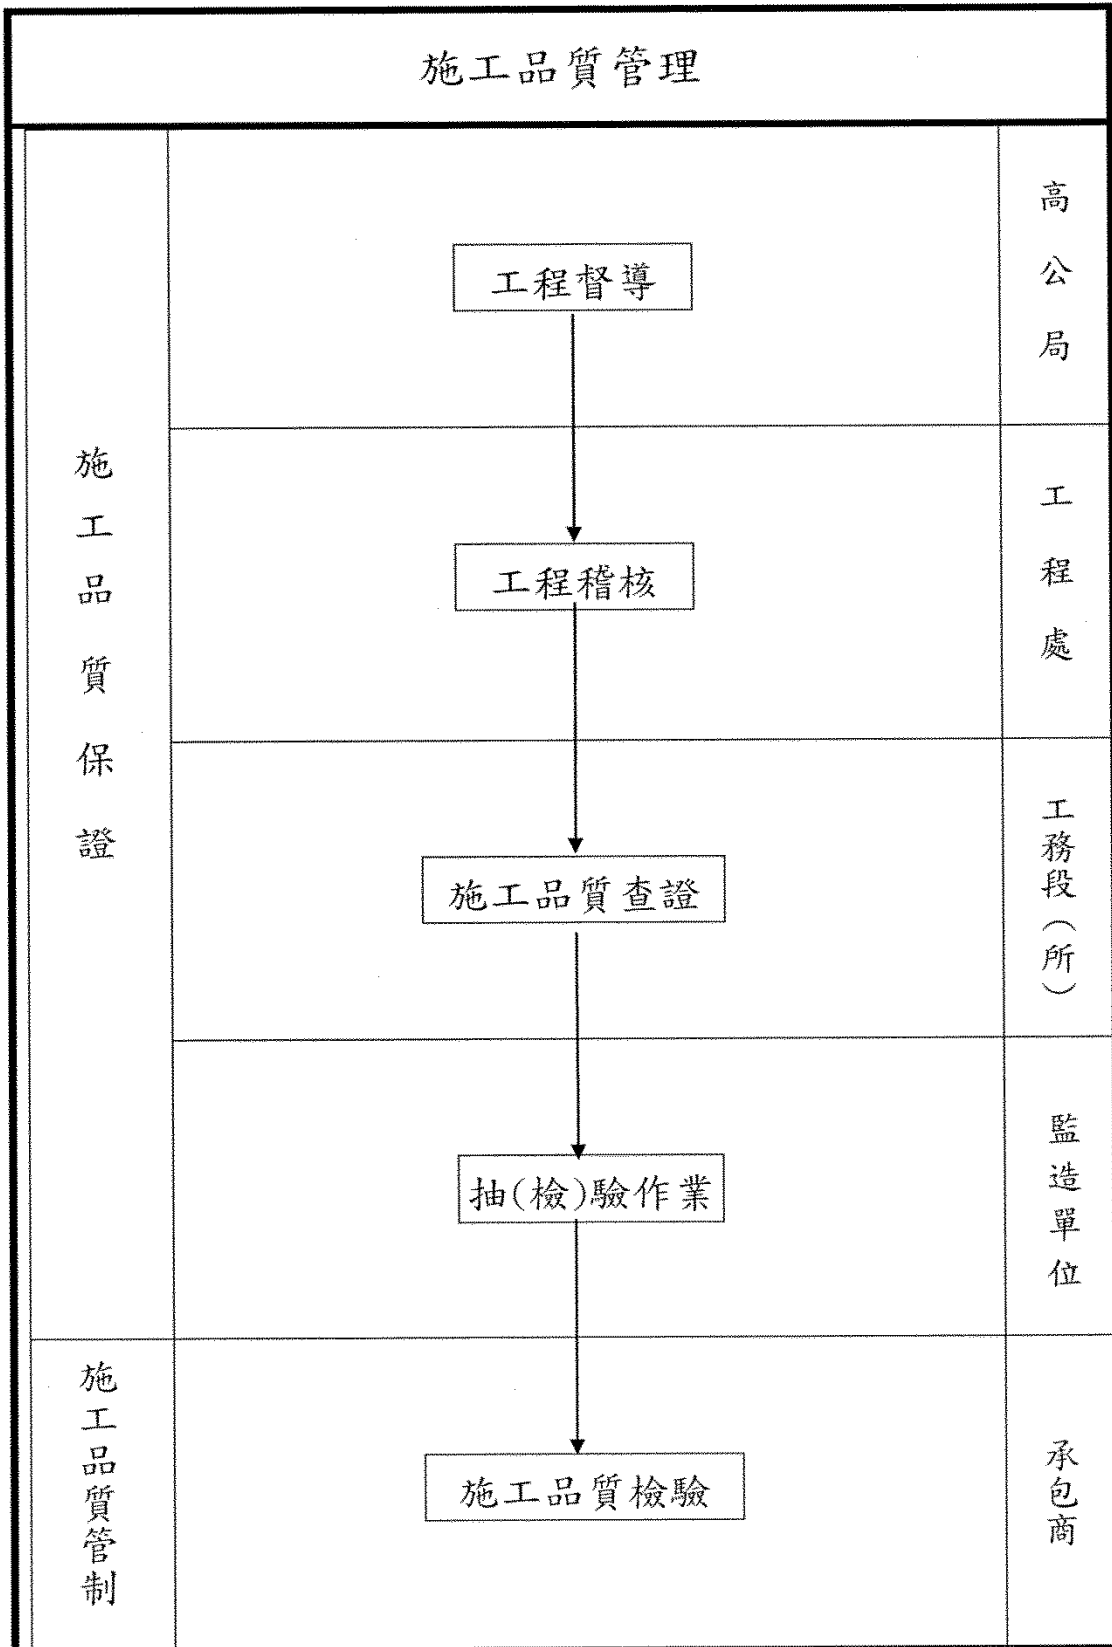 施工品質管理
施工品質保證
工程督導
高公局
工程稽核
工程處
施工品質查證
工務段(所)
抽(檢)驗作業
監造單位
施工品質管制
施工品質檢驗
承包商